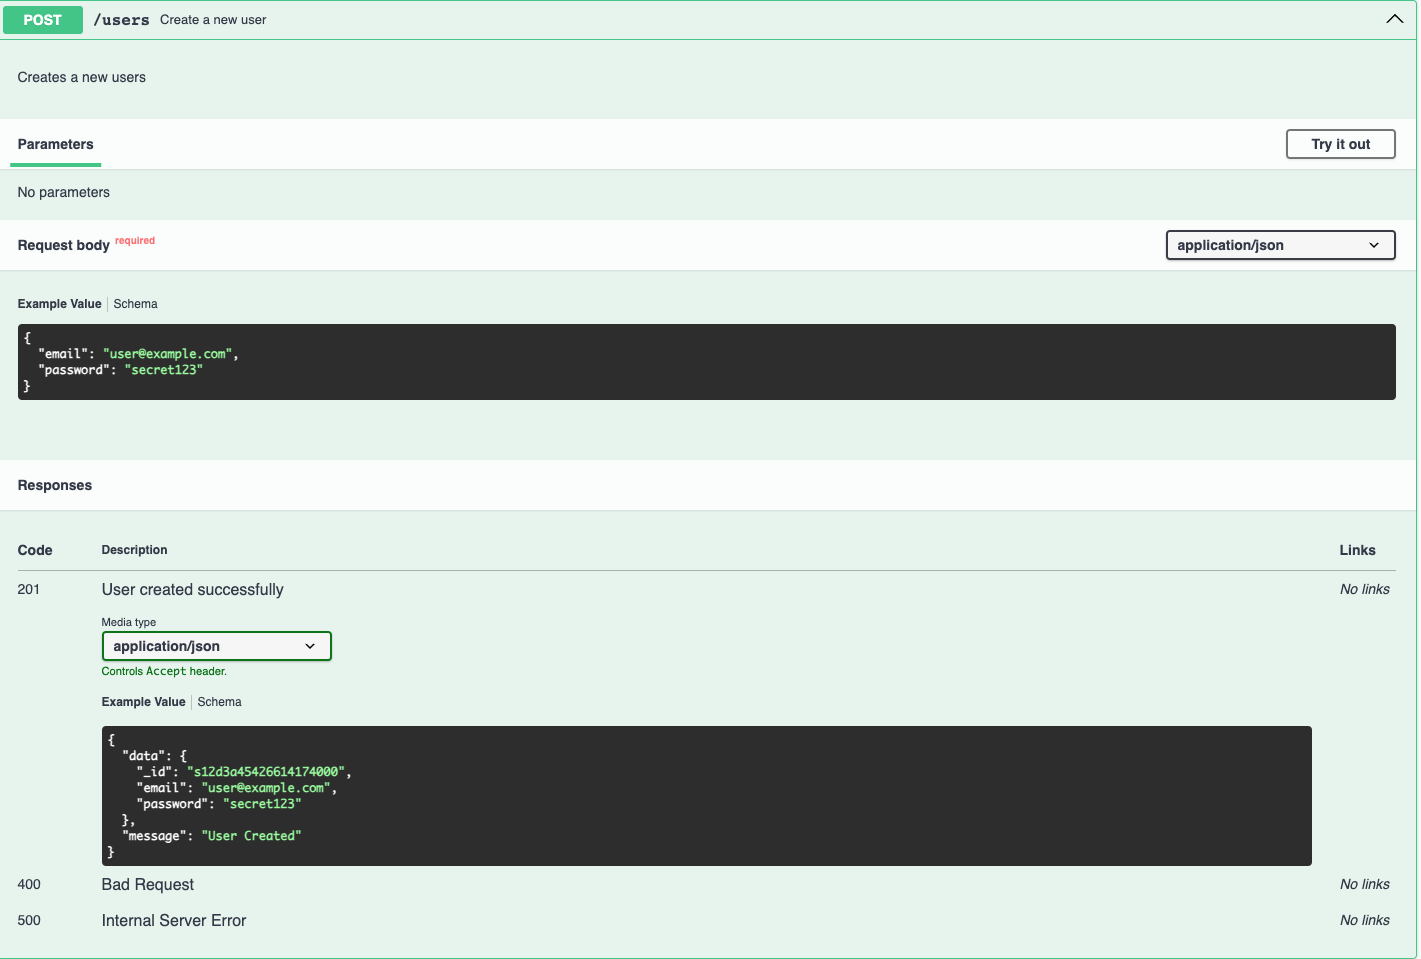 POST /users Create a new user
Creates a new users
Parameters Try it out
No parameters
Request body required application/json
Example Value Schema
{
  "email": "user@example.com",
  "password": "secret123"
}
Responses
Code Description Links
201 User created successfully No links
Media type
application/json
Controls Accept header.
Example Value Schema
{
  "data": {
    "_id": "s12d3a45426614174000",
    "email": "user@example.com",
    "password": "secret123"
  },
  "message": "User Created"
}
400 Bad Request No links
500 Internal Server Error No links